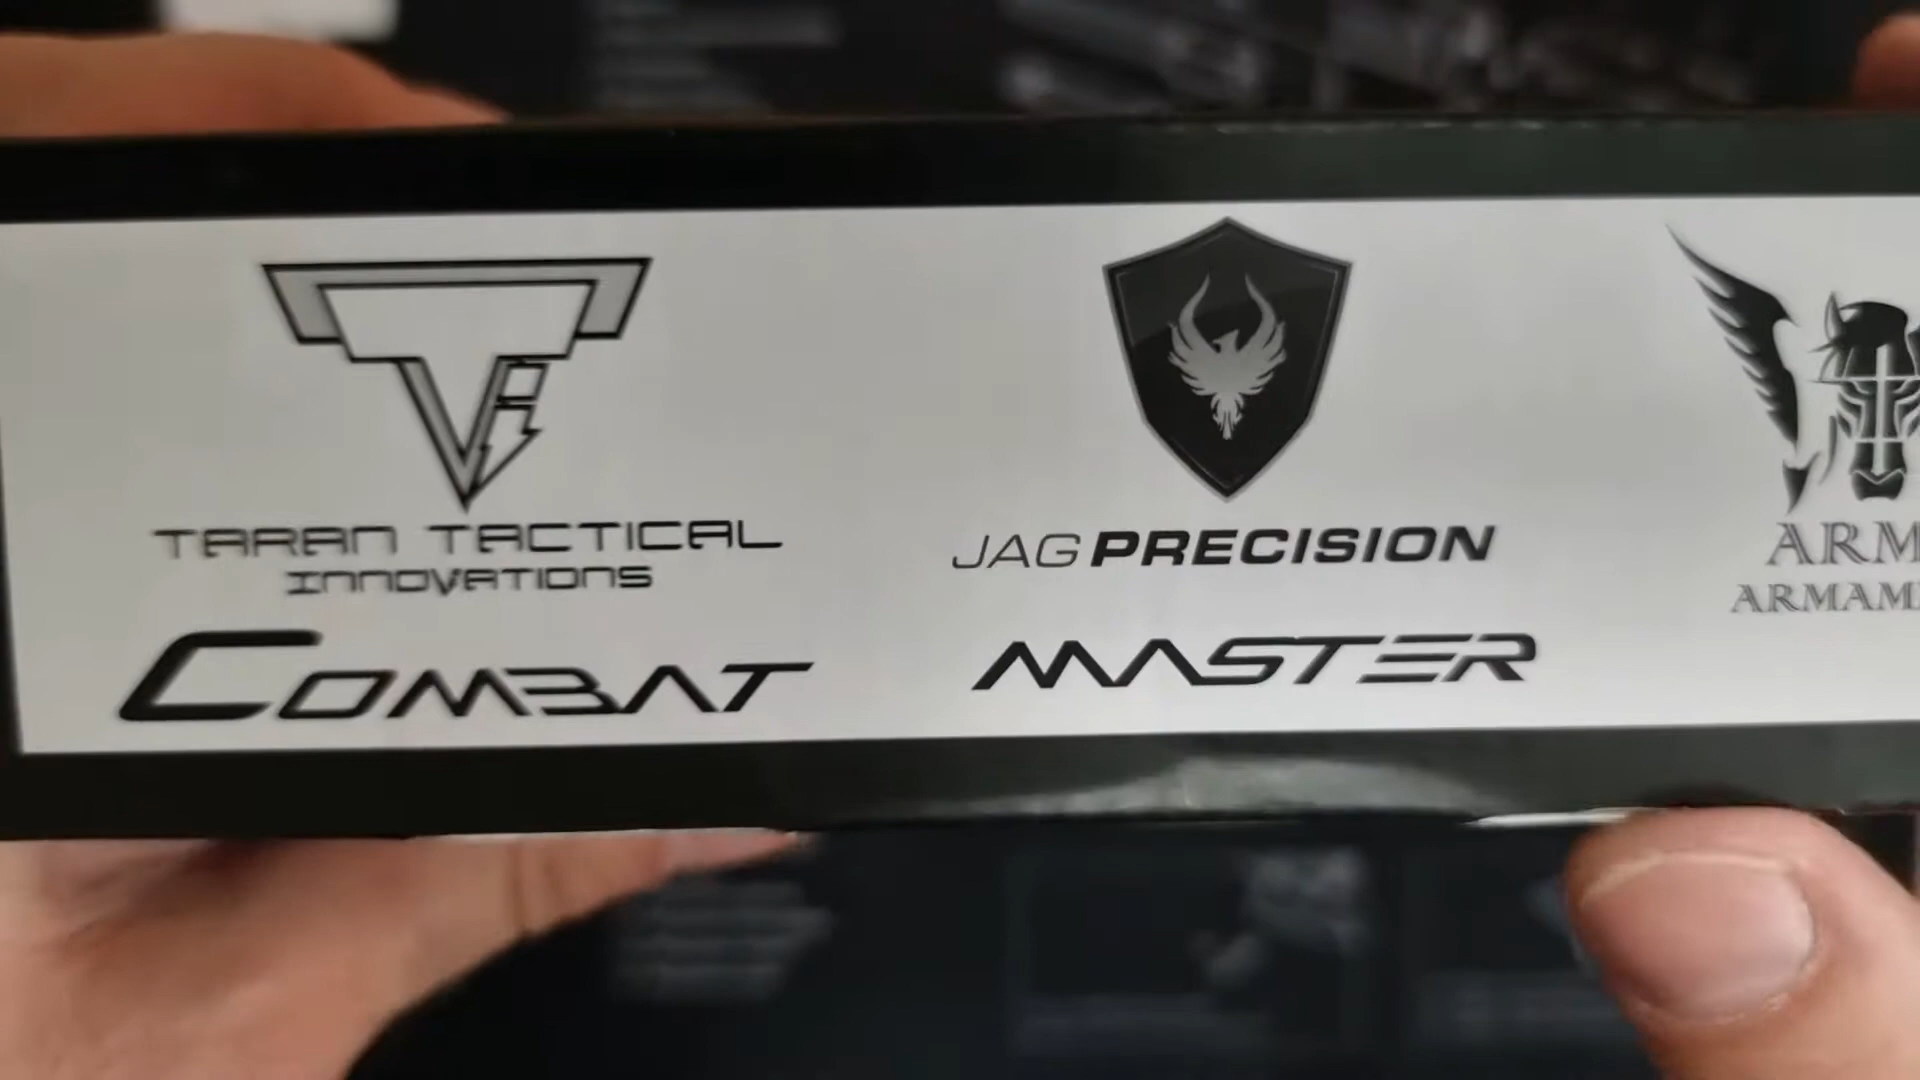 TARAN TACTICAL
INNOVATIONS
COMBAT
JAG PRECISION
MASTER